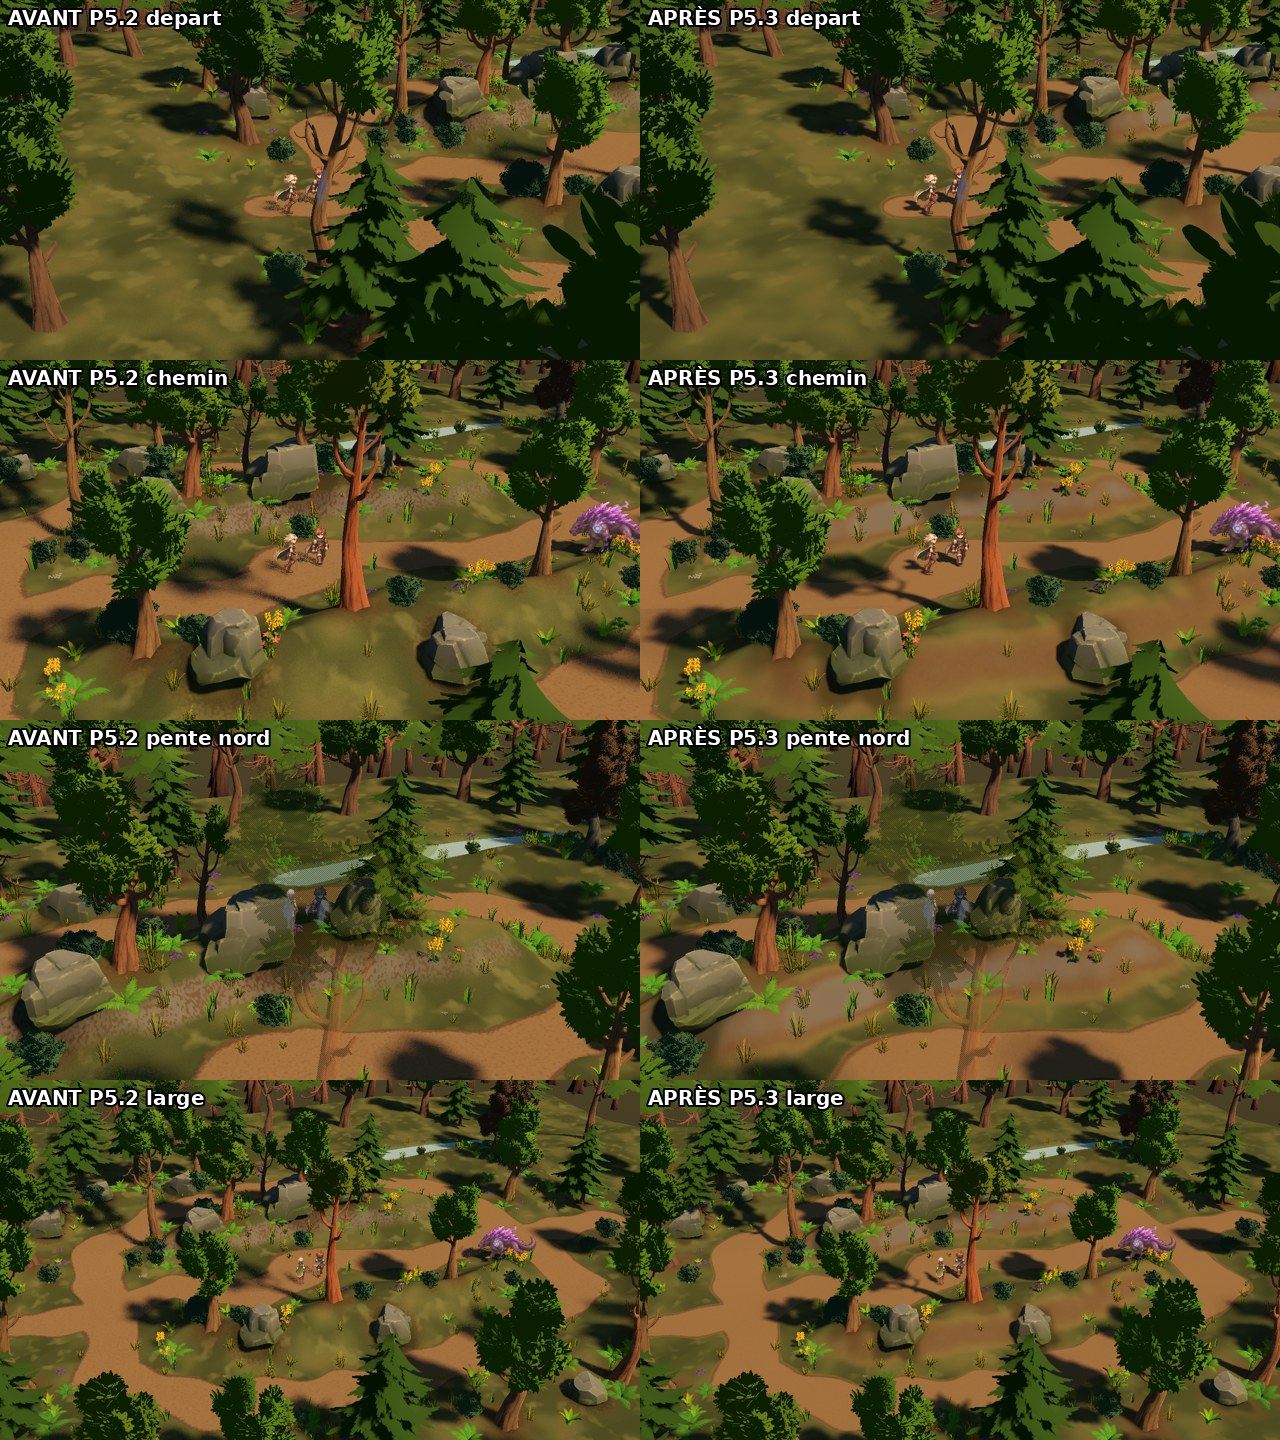 AVANT P5.2 depart
APRÈS P5.3 depart
AVANT P5.2 chemin
APRÈS P5.3 chemin
AVANT P5.2 pente nord
APRÈS P5.3 pente nord
AVANT P5.2 large
APRÈS P5.3 large